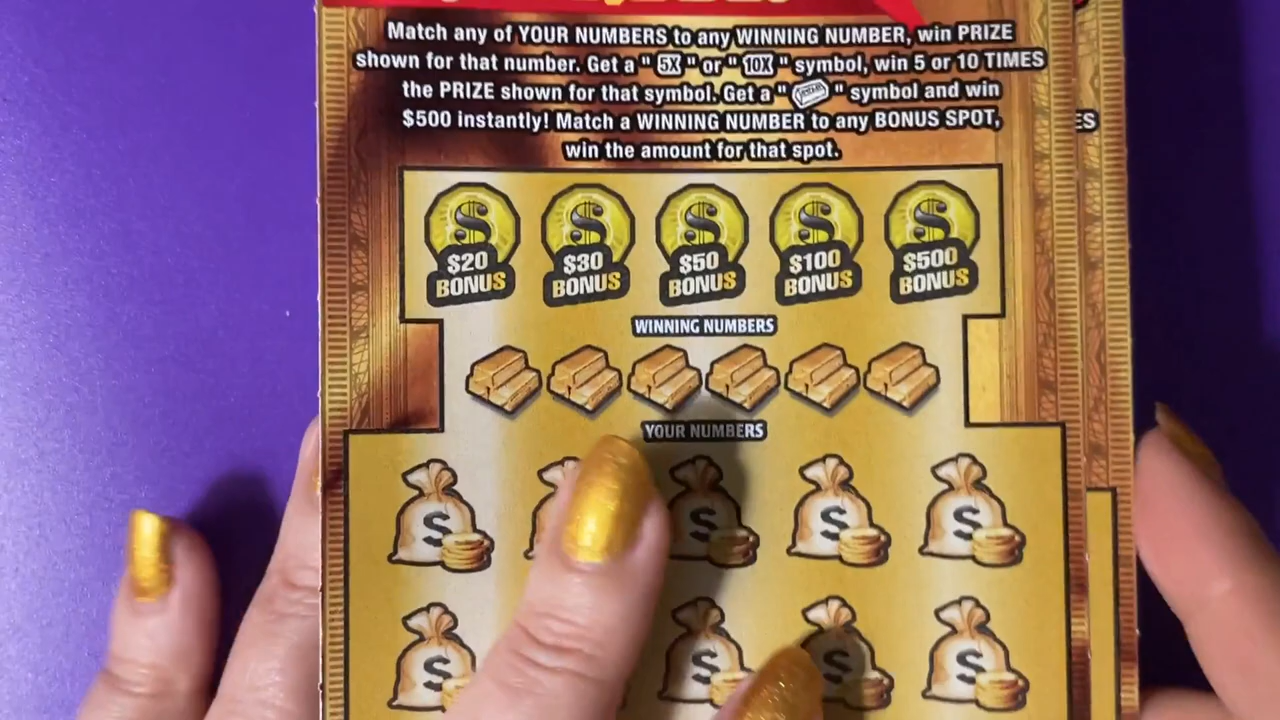 Match any of YOUR NUMBERS to any WINNING NUMBER, win PRIZE
shown for that number. Get a "5X" or "10X" symbol, win 5 or 10 TIMES
the PRIZE shown for that symbol. Get a " " symbol and win
$500 instantly! Match a WINNING NUMBER to any BONUS SPOT,
win the amount for that spot.
ES
$20 BONUS
$30 BONUS
$50 BONUS
$100 BONUS
$500 BONUS
WINNING NUMBERS
YOUR NUMBERS